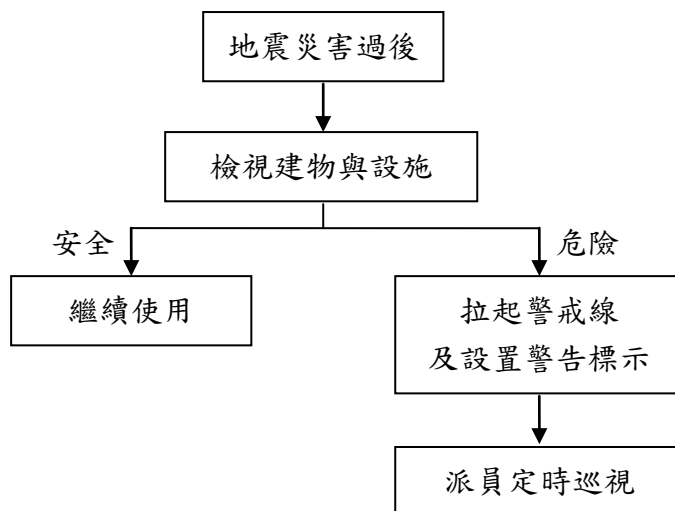 地震災害過後
檢視建物與設施
安全
危險
繼續使用
拉起警戒線
及設置警告標示
派員定時巡視